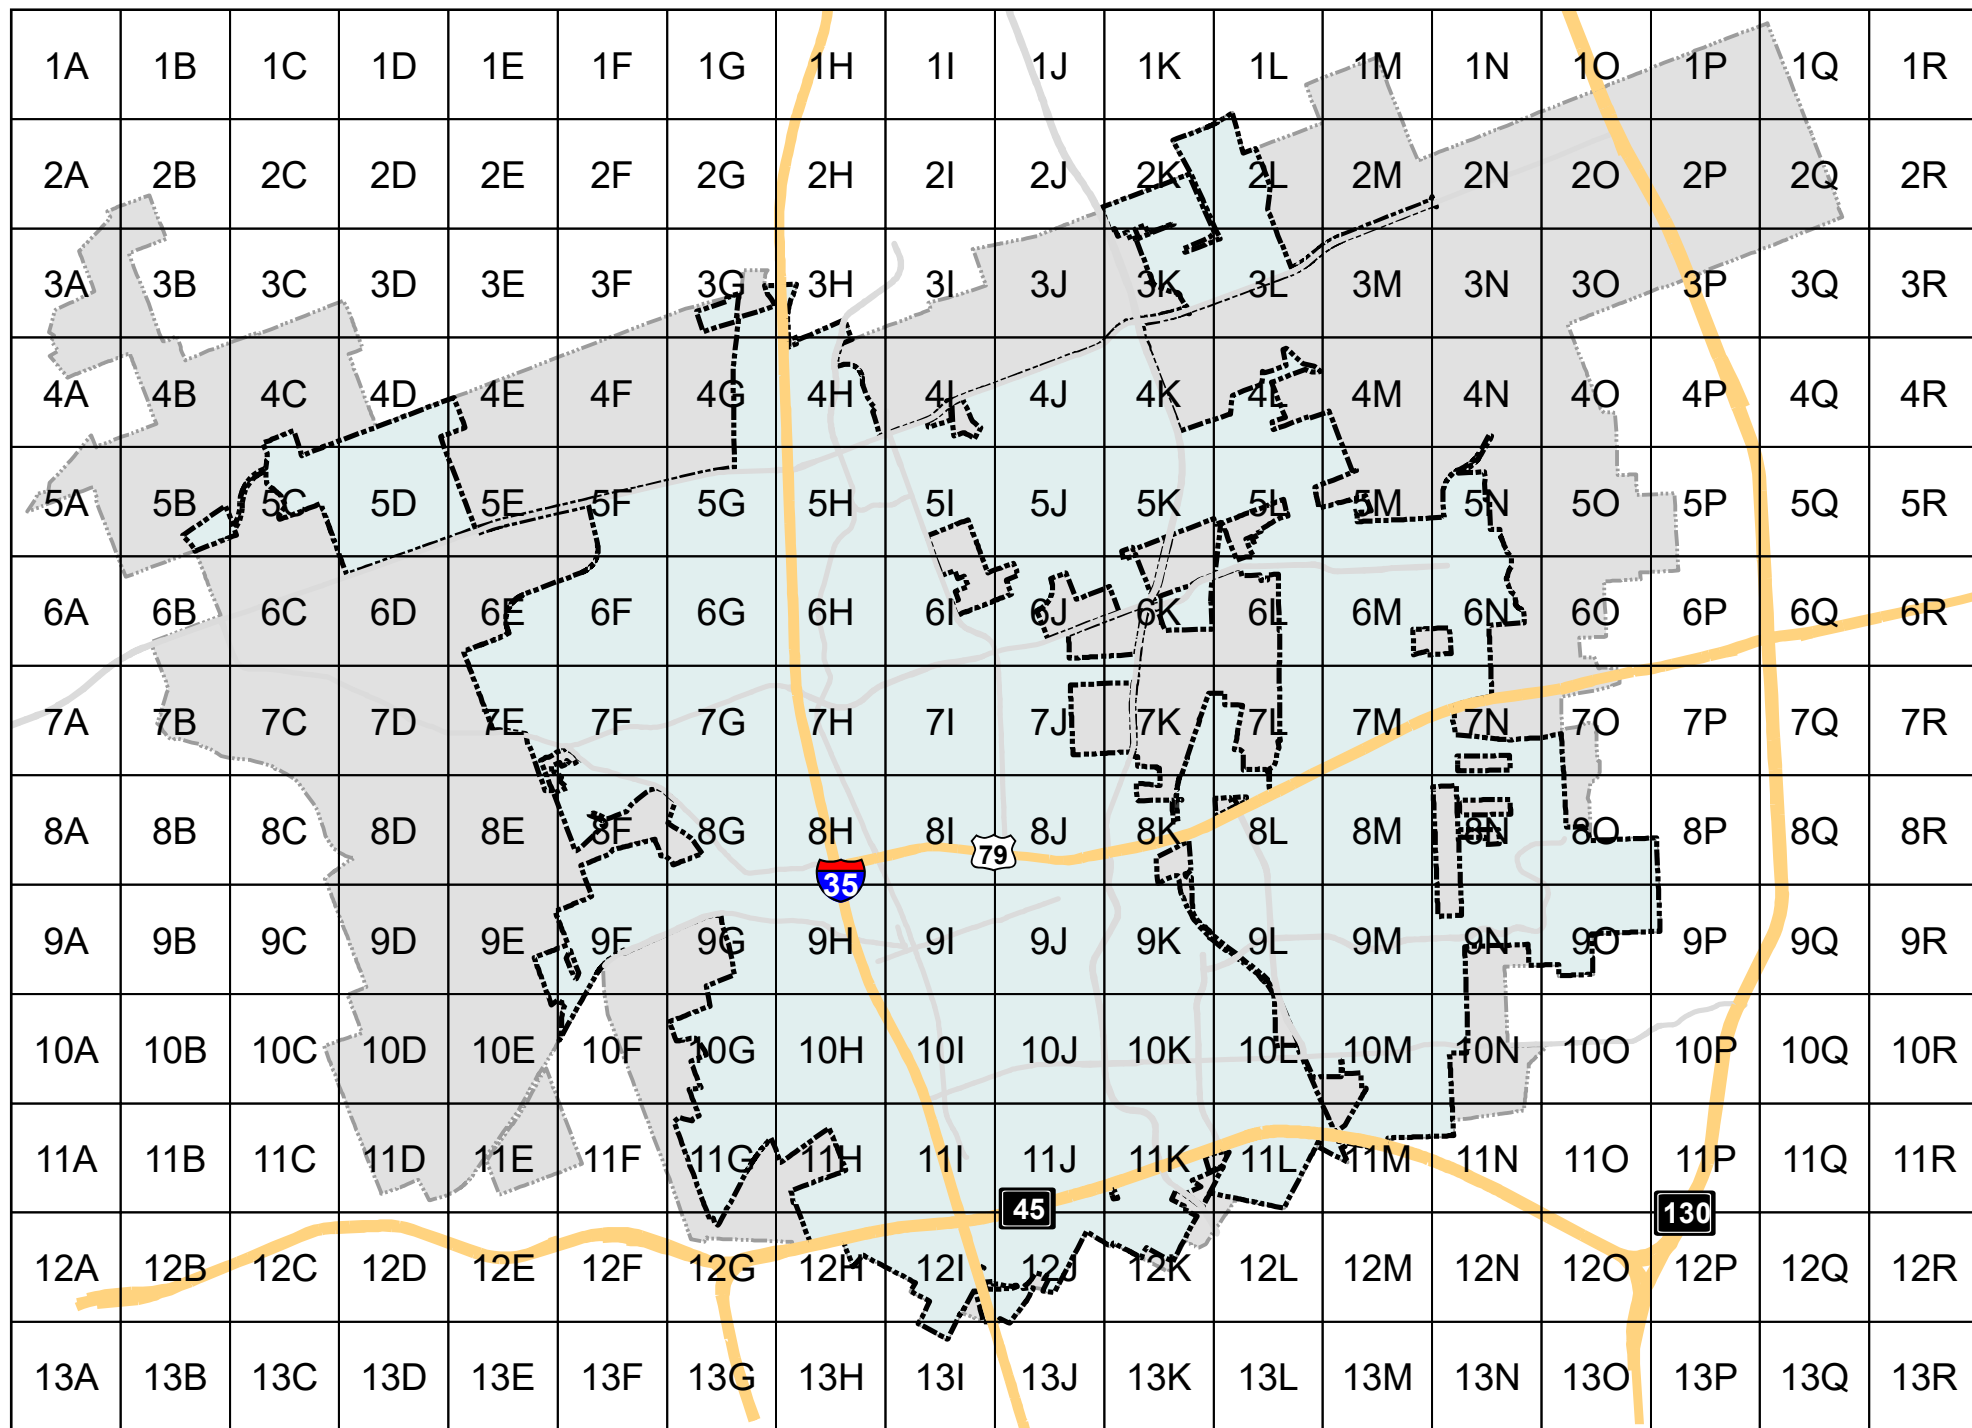 1A 1B 1C 1D 1E 1F 1G 1H 1I 1J 1K 1L 1M 1N 1O 1P 1Q 1R
2A 2B 2C 2D 2E 2F 2G 2H 2I 2J 2K 2L 2M 2N 2O 2P 2Q 2R
3A 3B 3C 3D 3E 3F 3G 3H 3I 3J 3K 3L 3M 3N 3O 3P 3Q 3R
4A 4B 4C 4D 4E 4F 4G 4H 4I 4J 4K 4L 4M 4N 4O 4P 4Q 4R
5A 5B 5C 5D 5E 5F 5G 5H 5I 5J 5K 5L 5M 5N 5O 5P 5Q 5R
6A 6B 6C 6D 6E 6F 6G 6H 6I 6J 6K 6L 6M 6N 6O 6P 6Q 6R
7A 7B 7C 7D 7E 7F 7G 7H 7I 7J 7K 7L 7M 7N 7O 7P 7Q 7R
8A 8B 8C 8D 8E 8F 8G 8H 8I 8J 8K 8L 8M 8N 8O 8P 8Q 8R
79
35
9A 9B 9C 9D 9E 9F 9G 9H 9I 9J 9K 9L 9M 9N 9O 9P 9Q 9R
10A 10B 10C 10D 10E 10F 10G 10H 10I 10J 10K 10L 10M 10N 10O 10P 10Q 10R
11A 11B 11C 11D 11E 11F 11G 11H 11I 11J 11K 11L 11M 11N 11O 11P 11Q 11R
45 130
12A 12B 12C 12D 12E 12F 12G 12H 12I 12J 12K 12L 12M 12N 12O 12P 12Q 12R
13A 13B 13C 13D 13E 13F 13G 13H 13I 13J 13K 13L 13M 13N 13O 13P 13Q 13R